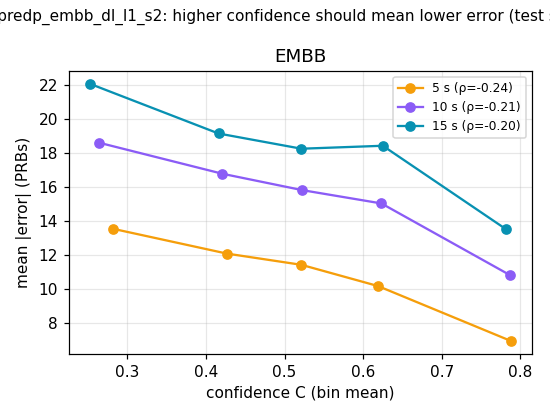 predp_embb_dl_l1_s2: higher confidence should mean lower error (test
EMBB
5 s (ρ=-0.24)
10 s (ρ=-0.21)
15 s (ρ=-0.20)
mean |error| (PRBs)
22
20
18
16
14
12
10
8
0.3 0.4 0.5 0.6 0.7 0.8
confidence C (bin mean)